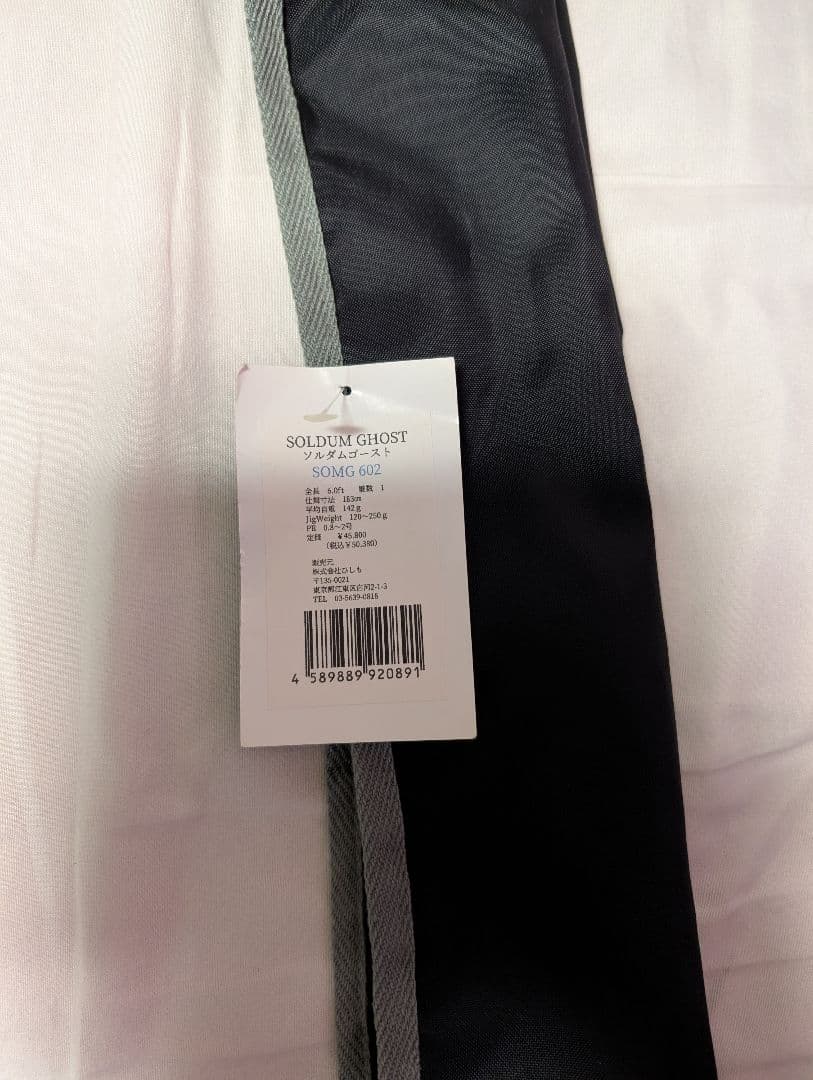 SOLDUM GHOST
ソルダムゴースト
SOMG 602
全長 6.0ft 継数 1
仕舞寸法 183cm
平均自重 142g
JigWeight 120～250g
PE 0.8～2号
定価 ￥45,800
(税込￥50,380)
販売元
株式会社ひしも
〒135-0021
東京都江東区白河2-1-3
TEL 03-5639-0818
4 589889 920891